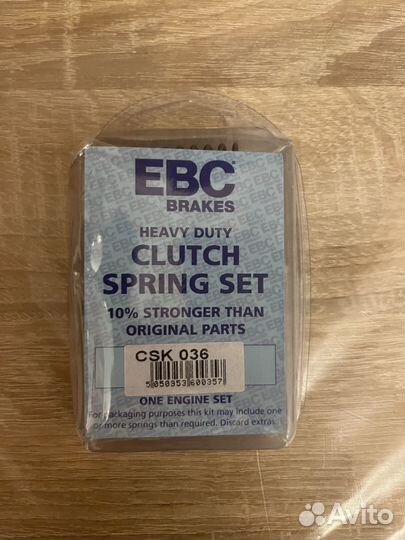 EBC
BRAKES
HEAVY DUTY
CLUTCH
SPRING SET
10% STRONGER THAN
ORIGINAL PARTS
CSK 036
5 050953 600357
ONE ENGINE SET
For packaging purposes this kit may include one
or more springs than required. Discard extras.
Avito